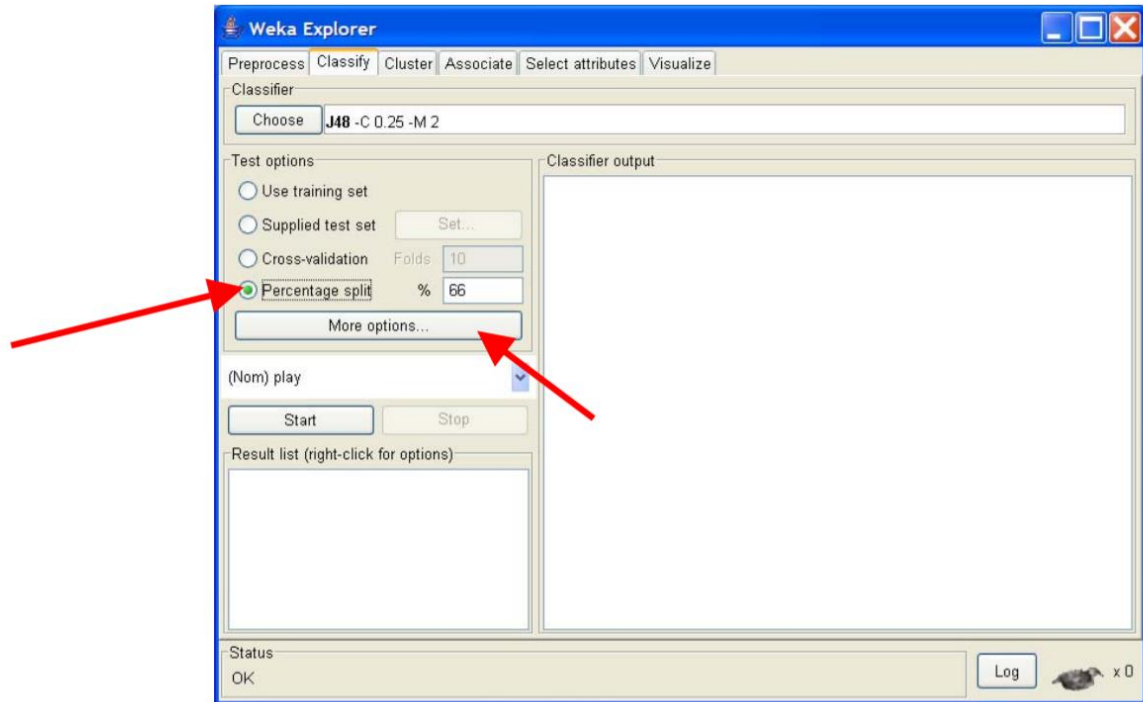 Weka Explorer
Preprocess Classify Cluster Associate Select attributes Visualize
Classifier
Choose J48 -C 0.25 -M 2
Test options
Use training set
Supplied test set Set...
Cross-validation Folds 10
Percentage split % 66
More options...
(Nom) play
Start Stop
Result list (right-click for options)
Classifier output
Status
OK
Log x 0